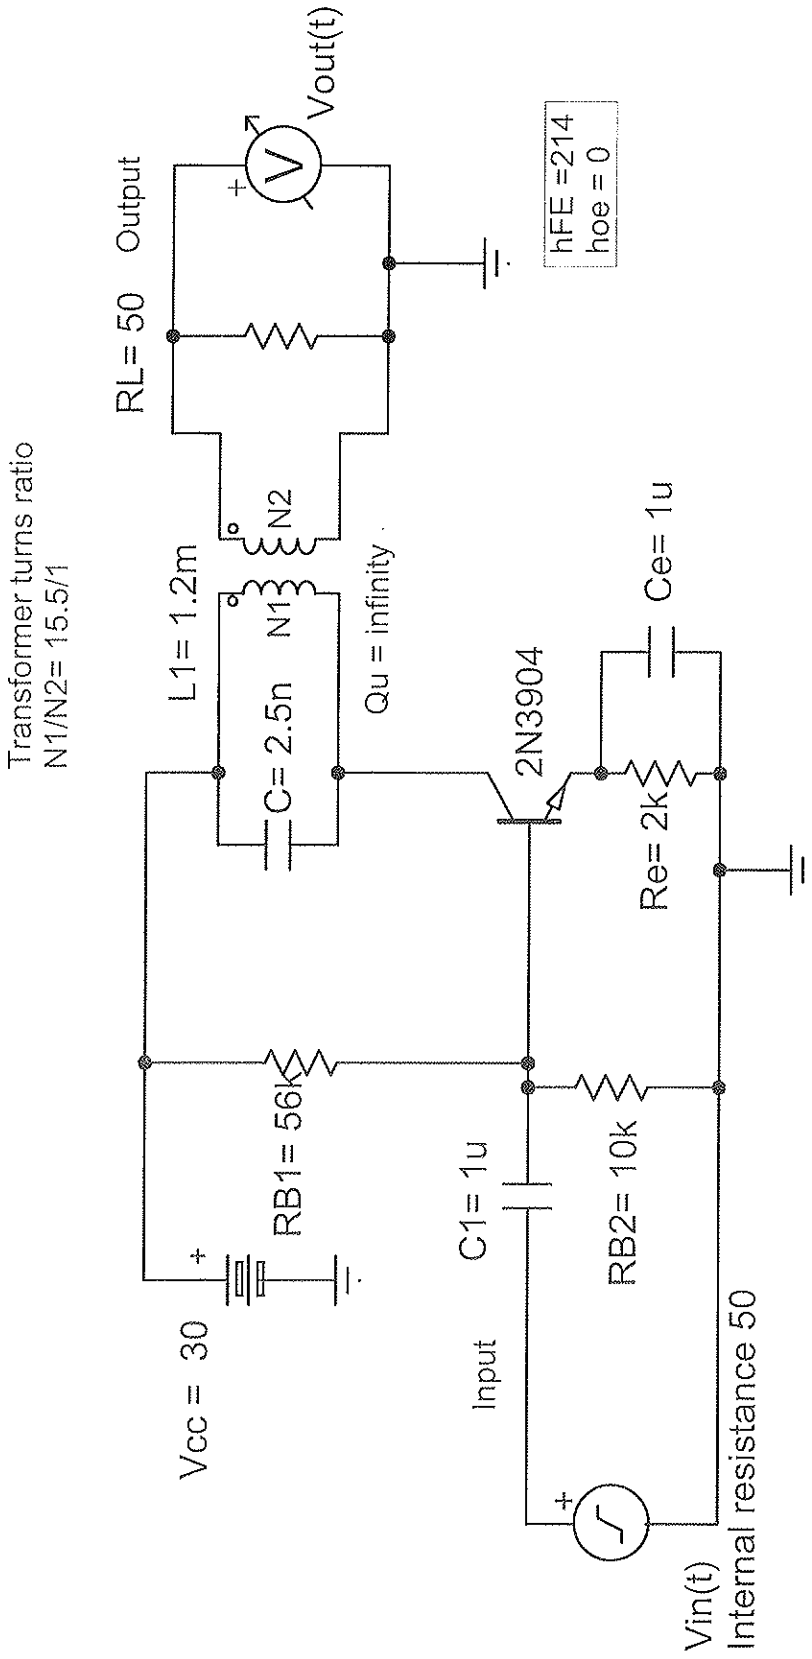 Transformer turns ratio
N1/N2= 15.5/1
Vcc = 30
+
RB1= 56k
C= 2.5n
L1= 1.2m
N1
N2
Qu = infinity
RL= 50
Output
+
V
Vout(t)
Input
C1= 1u
RB2= 10k
2N3904
Re= 2k
Ce= 1u
hFE =214
hoe = 0
+
Vin(t)
Internal resistance 50